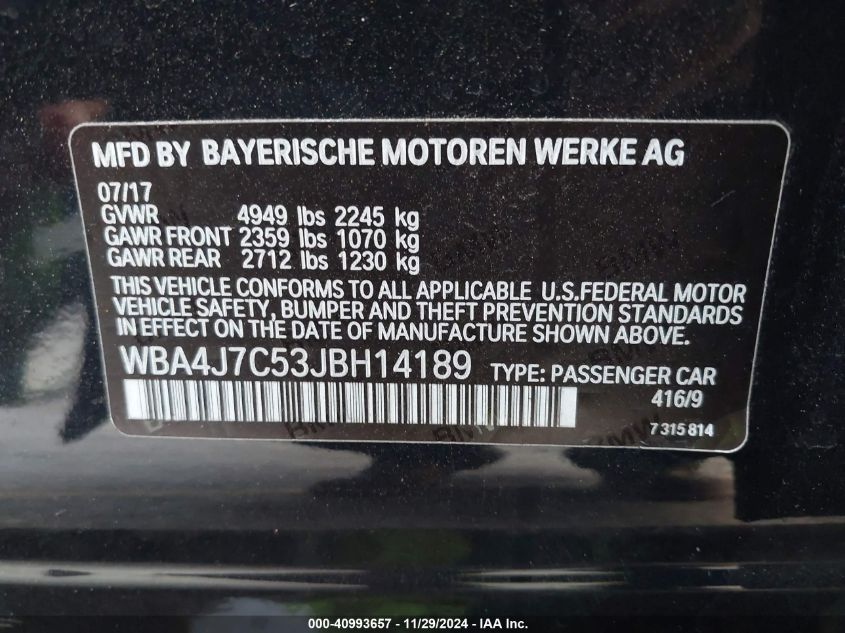 MFD BY BAYERISCHE MOTOREN WERKE AG
07/17
GVWR 4949 lbs 2245 kg
GAWR FRONT 2359 lbs 1070 kg
GAWR REAR 2712 lbs 1230 kg
THIS VEHICLE CONFORMS TO ALL APPLICABLE U.S.FEDERAL MOTOR
VEHICLE SAFETY, BUMPER AND THEFT PREVENTION STANDARDS
IN EFFECT ON THE DATE OF MANUFACTURE SHOWN ABOVE.
WBA4J7C53JBH14189 TYPE: PASSENGER CAR
416/9
7 315 814
000-40993657 - 11/29/2024 - IAA Inc.